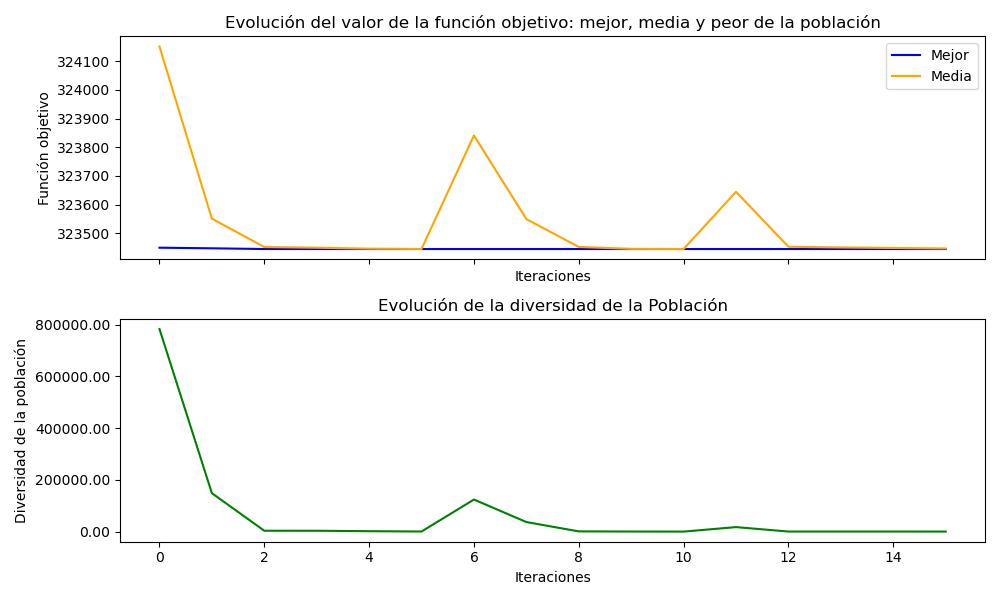 Evolución del valor de la función objetivo: mejor, media y peor de la población
Función objetivo
324100
324000
323900
323800
323700
323600
323500
Mejor
Media
Iteraciones
Evolución de la diversidad de la Población
Diversidad de la población
800000.00
600000.00
400000.00
200000.00
0.00
0 2 4 6 8 10 12 14
Iteraciones